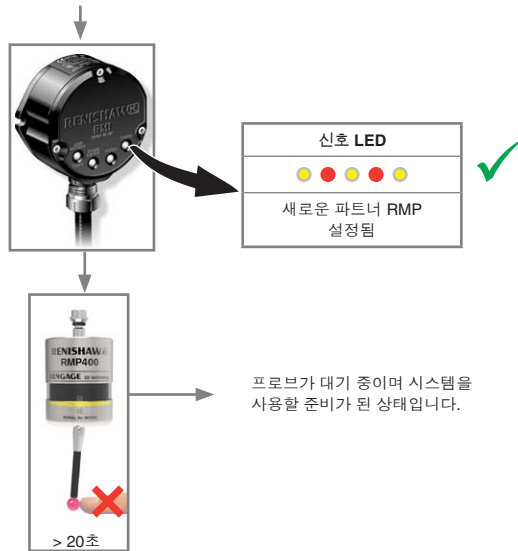 RENISHAW
RMI
신호 LED
새로운 파트너 RMP
설정됨
RENISHAW
RMP400
RENGAGE
프로브가 대기 중이며 시스템을
사용할 준비가 된 상태입니다.
> 20초